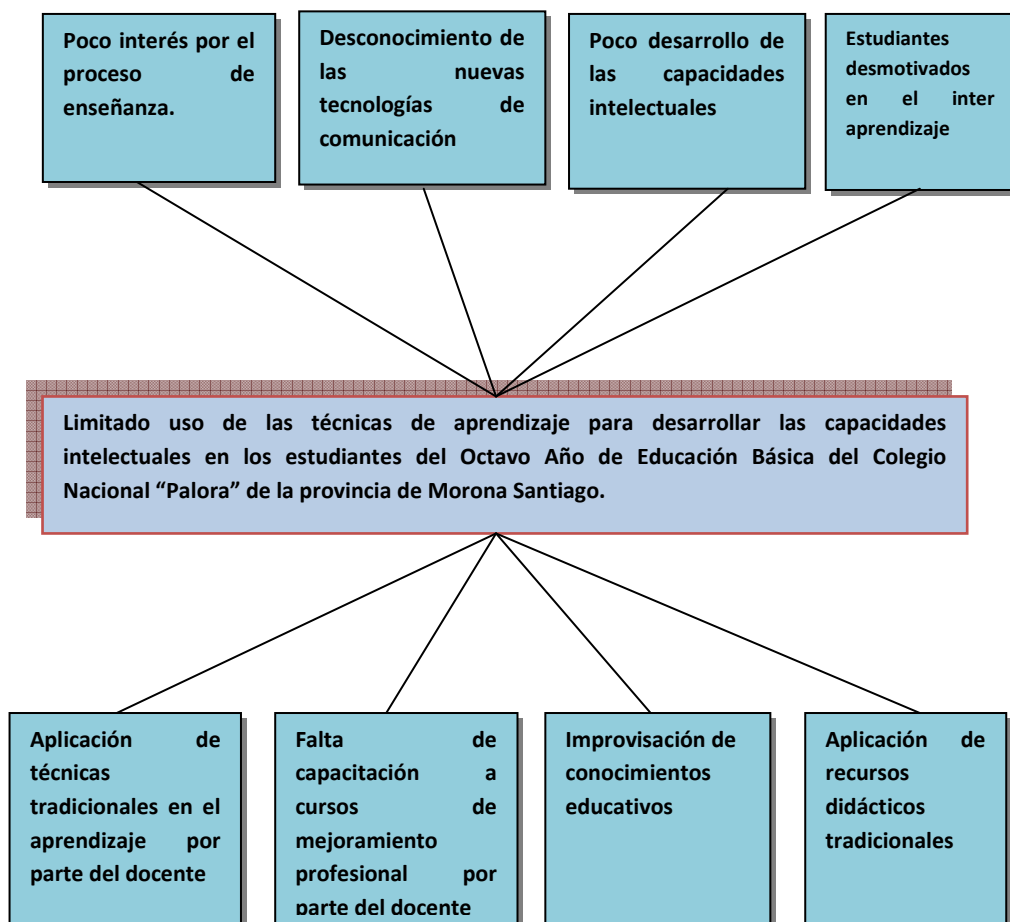 Poco interés por el
proceso de
enseñanza.
Desconocimiento de
las nuevas
tecnologías de
comunicación
Poco desarrollo de
las capacidades
intelectuales
Estudiantes
desmotivados
en el inter
aprendizaje
Limitado uso de las técnicas de aprendizaje para desarrollar las capacidades
intelectuales en los estudiantes del Octavo Año de Educación Básica del Colegio
Nacional “Palora” de la provincia de Morona Santiago.
Aplicación de
técnicas
tradicionales en el
aprendizaje por
parte del docente
Falta de
capacitación a
cursos de
mejoramiento
profesional por
parte del docente
Improvisación de
conocimientos
educativos
Aplicación de
recursos
didácticos
tradicionales